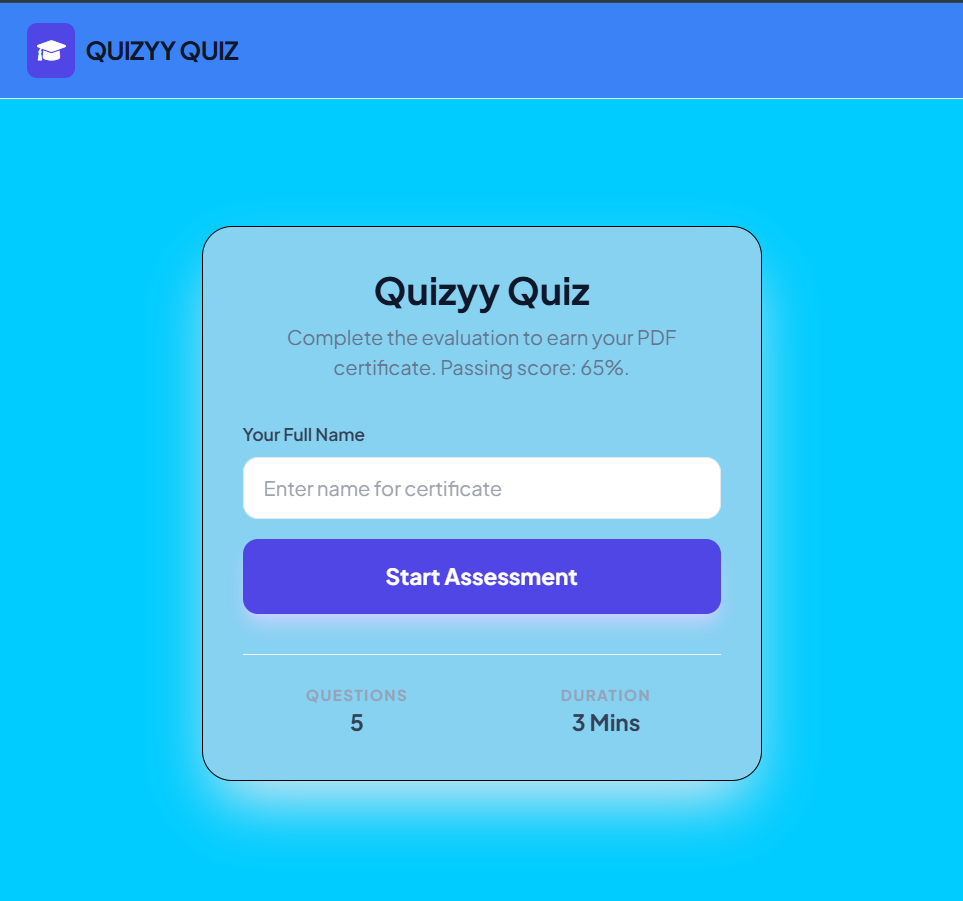 QUIZYY QUIZ
Quizyy Quiz
Complete the evaluation to earn your PDF
certificate. Passing score: 65%.
Your Full Name
Enter name for certificate
Start Assessment
QUESTIONS
5
DURATION
3 Mins